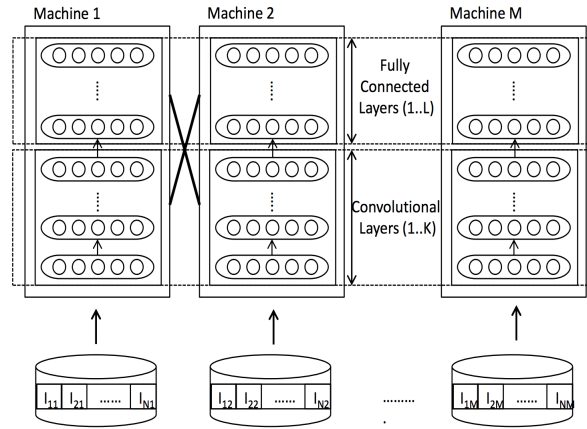 Machine 1
Machine 2
Machine M
Fully
Connected
Layers (1..L)
Convolutional
Layers (1..K)
I11 I21 ...... IN1
I12 I22 ...... IN2
.........
.
I1M I2M ...... INM